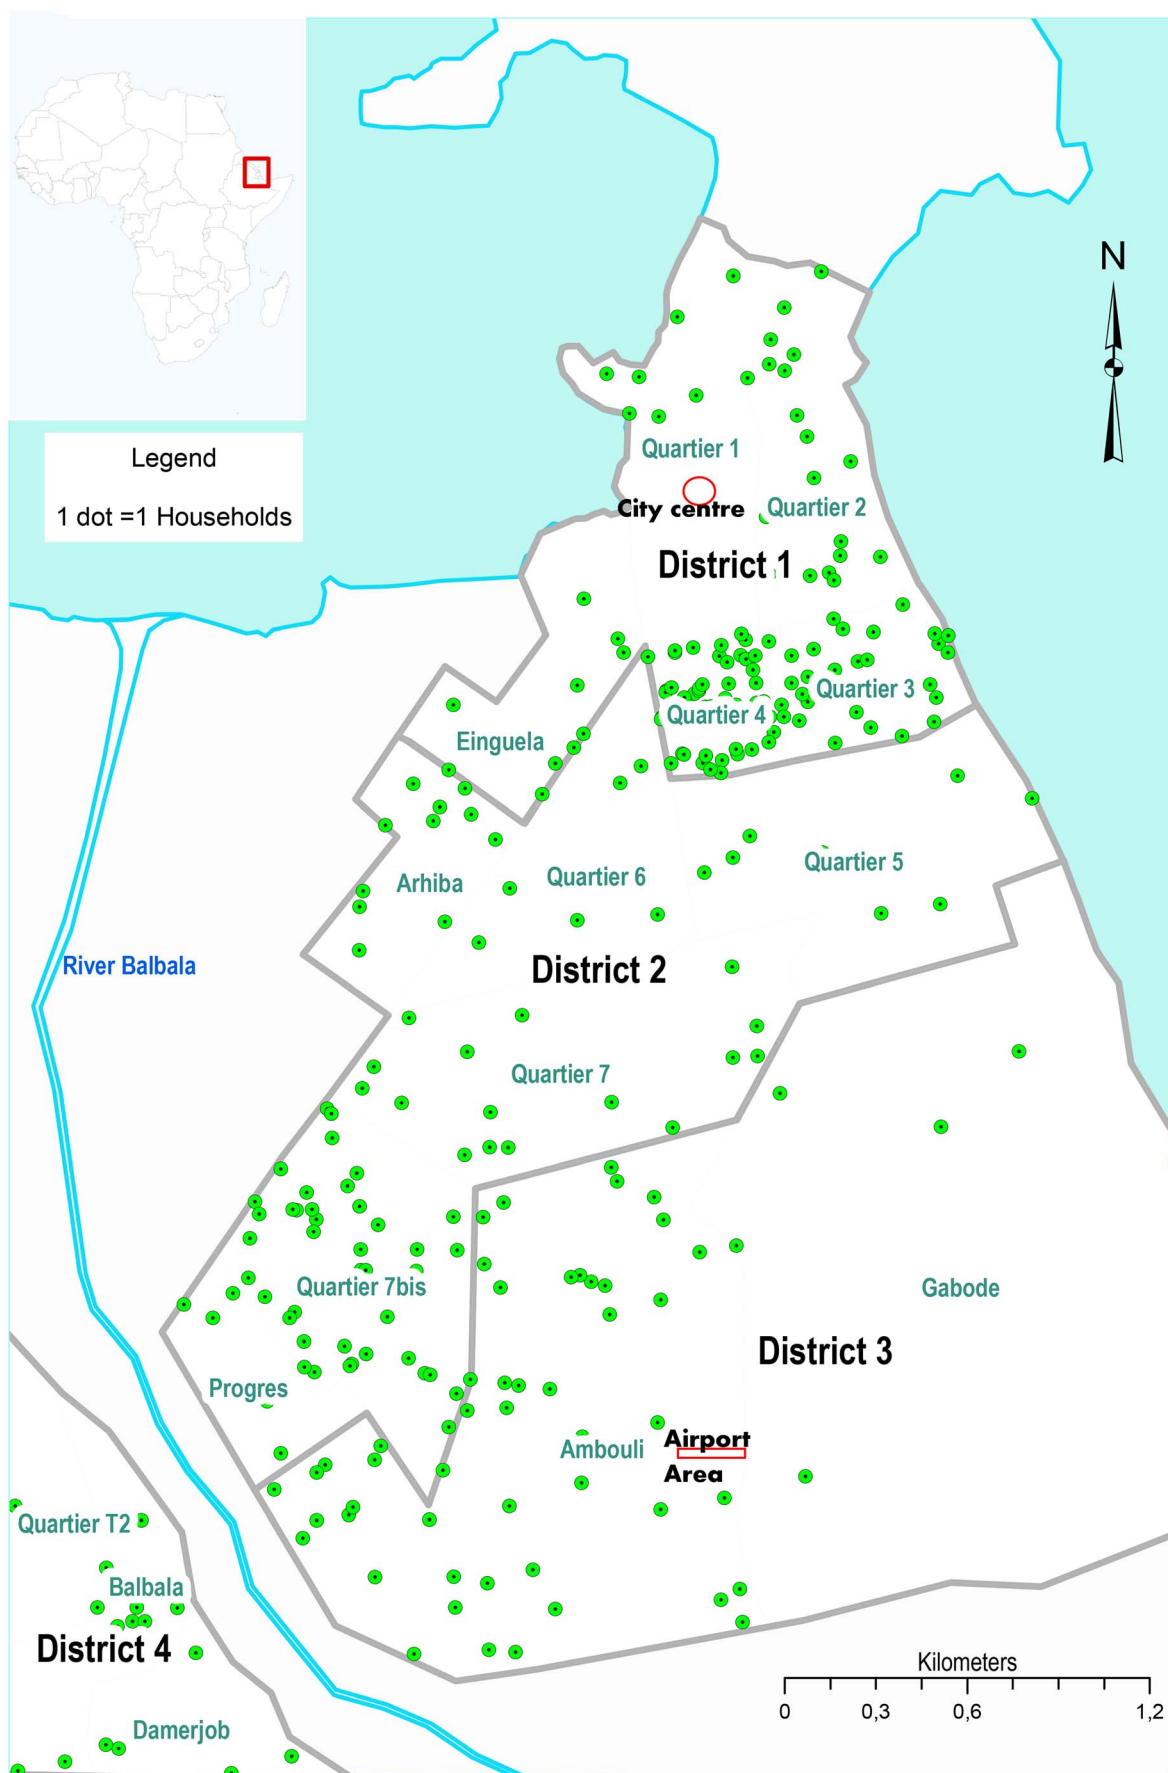 Legend
1 dot =1 Households
N
Quartier 1
City centre
Quartier 2
District 1
Quartier 3
Quartier 4
Einguela
Quartier 5
Quartier 6
Arhiba
River Balbala
District 2
Quartier 7
Quartier 7bis
Gabode
District 3
Progres
Airport
Ambouli
Area
Quartier T2
Balbala
District 4
Damerjob
Kilometers
0 0,3 0,6 1,2